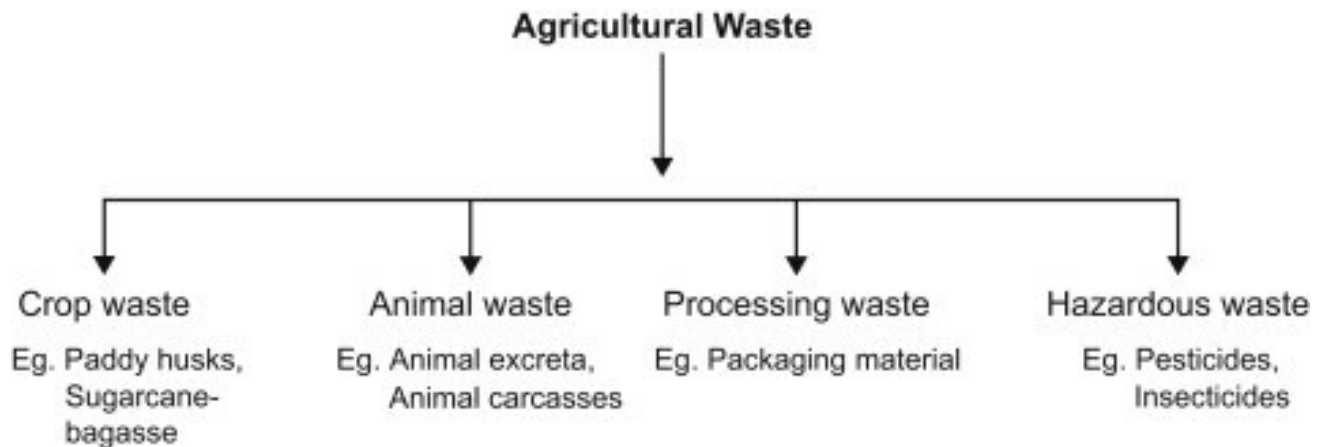 Agricultural Waste
Crop waste
Eg. Paddy husks,
Sugarcane-
bagasse
Animal waste
Eg. Animal excreta,
Animal carcasses
Processing waste
Eg. Packaging material
Hazardous waste
Eg. Pesticides,
Insecticides